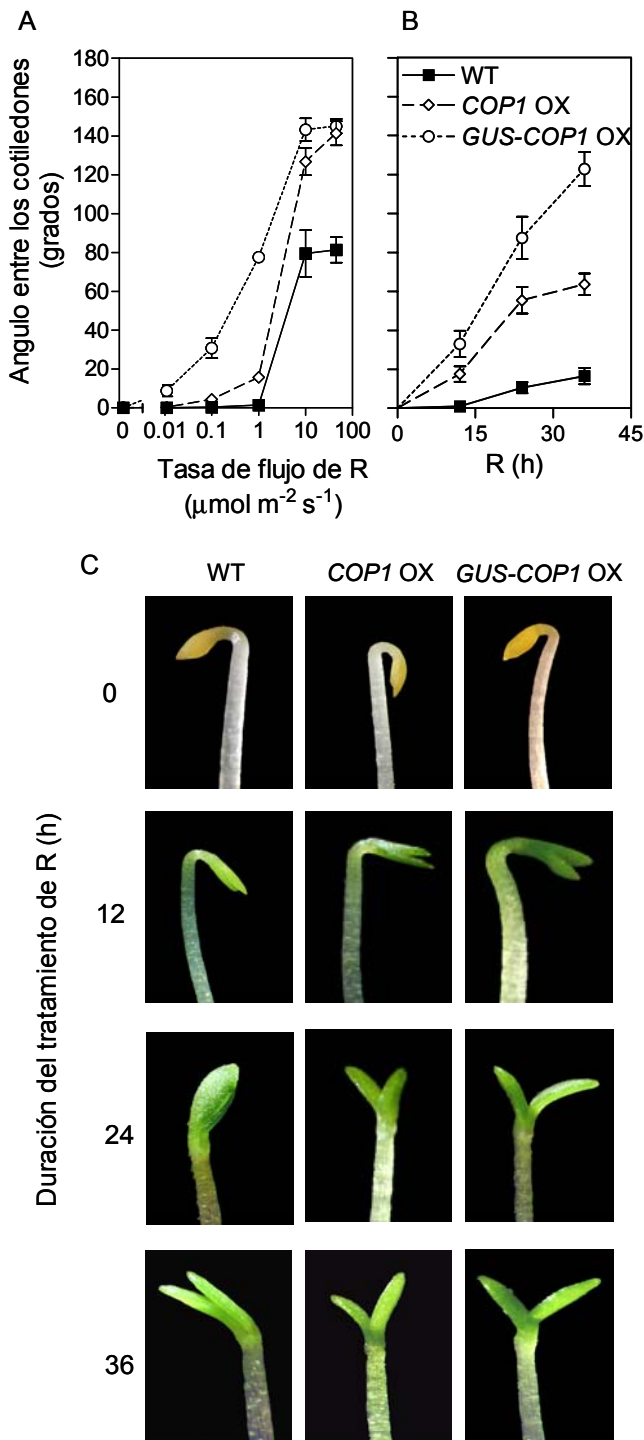 A
B
Angulo entre los cotiledones
(grados)
180
160
140
120
100
80
60
40
20
0
0 0.01 0.1 1 10 100
Tasa de flujo de R
(μmol m⁻² s⁻¹)
WT
COP1 OX
GUS-COP1 OX
0 15 30 45
R (h)
C
WT COP1 OX GUS-COP1 OX
Duración del tratamiento de R (h)
0
12
24
36